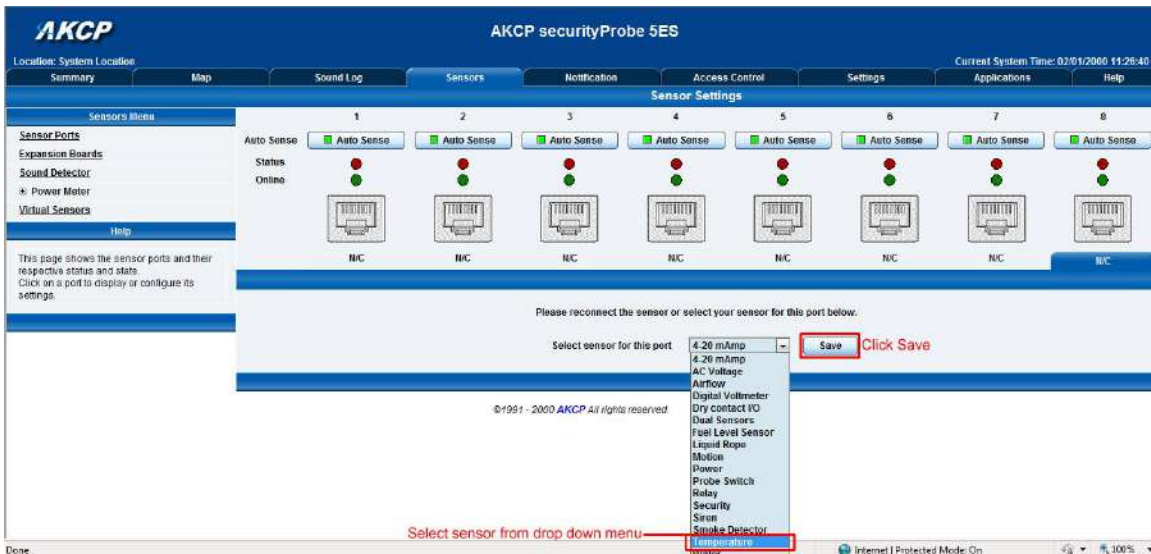 AKCP
AKCP securityProbe 5ES
Location: System Location
Current System Time: 02/01/2000 11:26:40
Summary Map Sound Log Sensors Notification Access Control Settings Applications Help
Sensor Settings
Sensors Menu
Sensor Ports
Expansion Boards
Sound Detector
Power Meter
Virtual Sensors
Help
This page shows the sensor ports and their
respective status and state.
Click on a port to display or configure its
settings.
1 2 3 4 5 6 7 8
Auto Sense Auto Sense Auto Sense Auto Sense Auto Sense Auto Sense Auto Sense Auto Sense Auto Sense
Status
Online
N/C N/C N/C N/C N/C N/C N/C N/C
Please reconnect the sensor or select your sensor for this port below.
Select sensor for this port 4-20 mAmp Save Click Save
4-20 mAmp
AC Voltage
Airflow
Digital Voltmeter
Dry contact I/O
Dual Sensors
Fuel Level Sensor
Liquid Rope
Motion
Power
Probe Switch
Relay
Security
Siren
Smoke Detector
Temperature
©1991 - 2000 AKCP All rights reserved.
Select sensor from drop down menu
Done
Internet | Protected Mode: On
100%